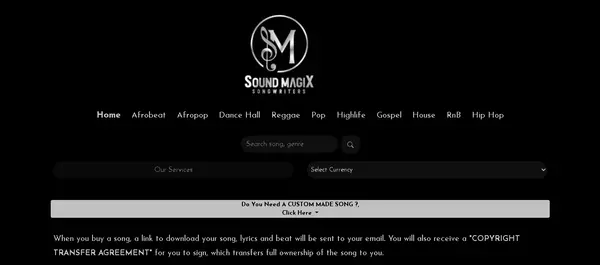 SM
SOUND MAGIX
SONGWRITERS
Home Afrobeat Afropop Dance Hall Reggae Pop Highlife Gospel House RnB Hip Hop
Search song, genre
Our Services Select Currency
Do You Need A CUSTOM MADE SONG ?,
Click Here
When you buy a song, a link to download your song, lyrics and beat will be sent to your email. You will also receive a "COPYRIGHT
TRANSFER AGREEMENT" for you to sign, which transfers full ownership of the song to you.